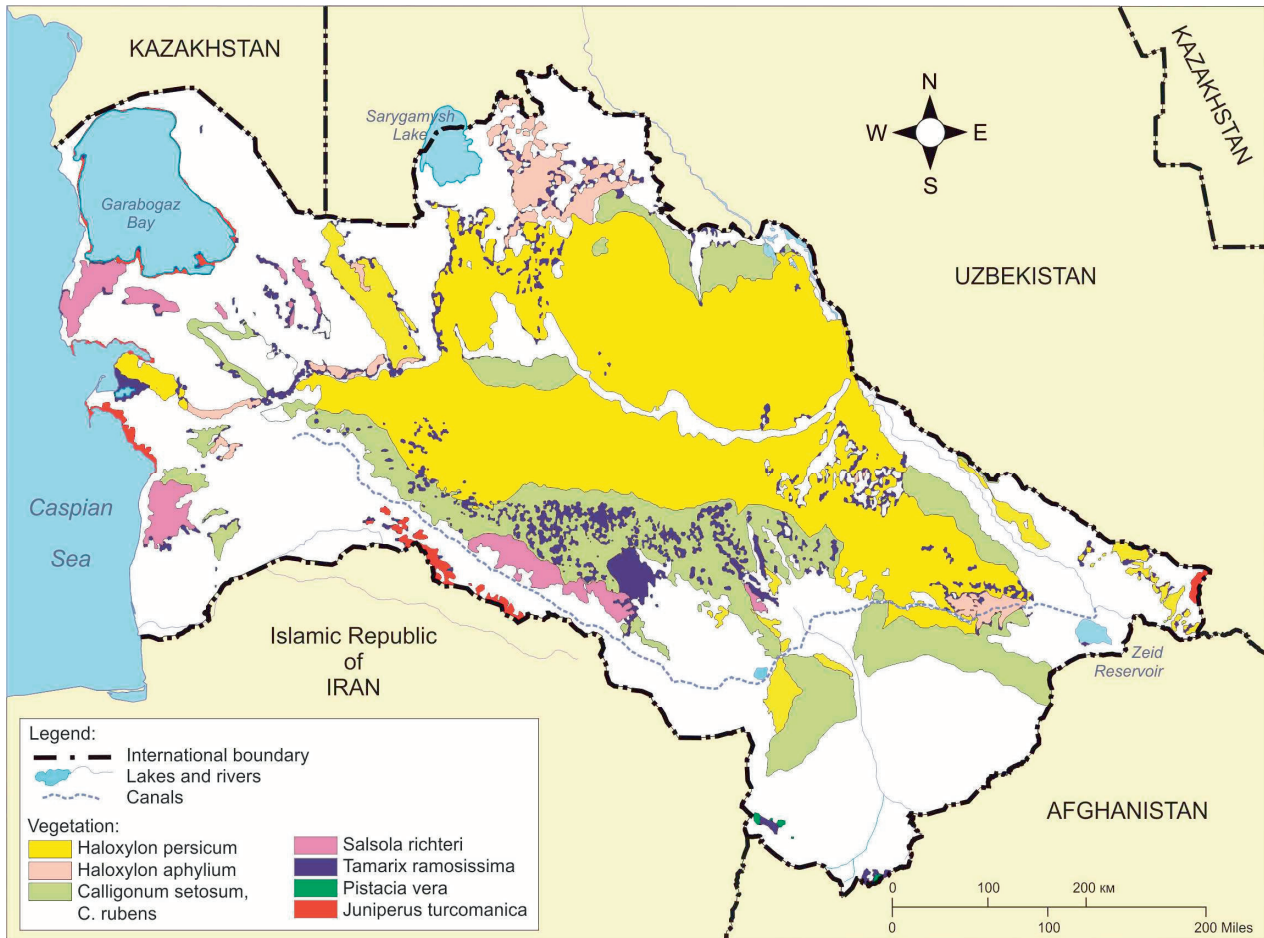 KAZAKHSTAN
KAZAKHSTAN
Sarygamysh
Lake
N
W
E
S
Garabogaz
Bay
UZBEKISTAN
Caspian
Sea
Islamic Republic
of
IRAN
Zeid
Reservoir
AFGHANISTAN
Legend:
International boundary
Lakes and rivers
Canals
Vegetation:
Haloxylon persicum
Haloxylon aphylium
Calligonum setosum,
C. rubens
Salsola richteri
Tamarix ramosissima
Pistacia vera
Juniperus turcomanica
0 100 200 км
0 100 200 Miles